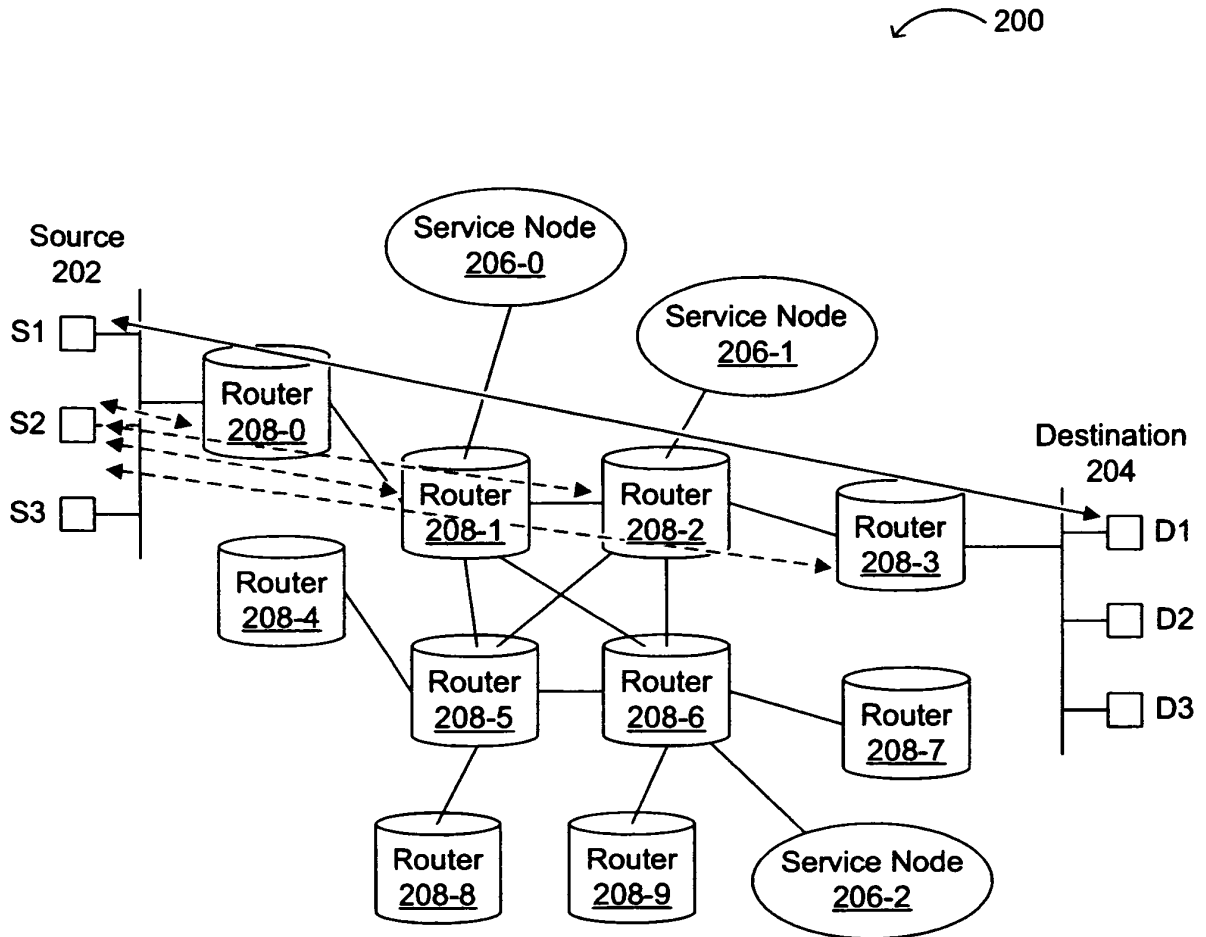 200
Source
202
S1
S2
S3
Service Node
206-0
Service Node
206-1
Router
208-0
Router
208-1
Router
208-2
Router
208-3
Destination
204
D1
D2
D3
Router
208-4
Router
208-5
Router
208-6
Router
208-7
Router
208-8
Router
208-9
Service Node
206-2